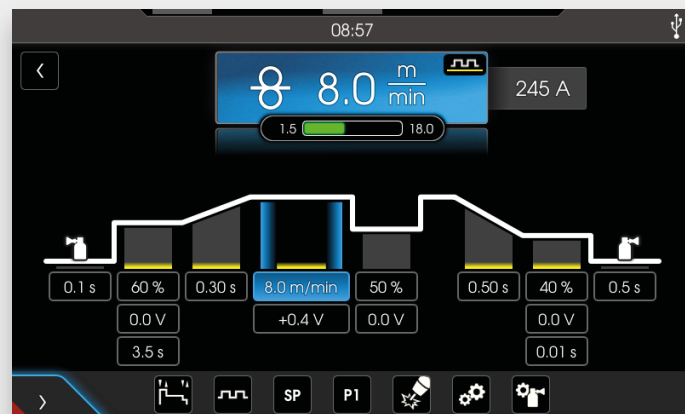 08:57
8.0 m/min
245 A
1.5 18.0
0.1 s 60 % 0.30 s 8.0 m/min 50 % 0.50 s 40 % 0.5 s
0.0 V +0.4 V 0.0 V 0.0 V
3.5 s 0.01 s
SP P1